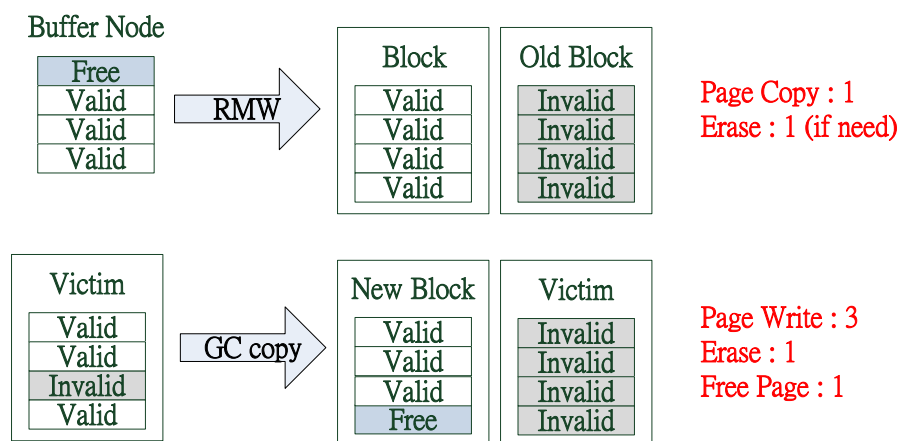 Buffer Node
Free
Valid
Valid
Valid
RMW
Block
Valid
Valid
Valid
Valid
Old Block
Invalid
Invalid
Invalid
Invalid
Page Copy : 1
Erase : 1 (if need)
Victim
Valid
Valid
Invalid
Valid
GC copy
New Block
Valid
Valid
Valid
Free
Victim
Invalid
Invalid
Invalid
Invalid
Page Write : 3
Erase : 1
Free Page : 1